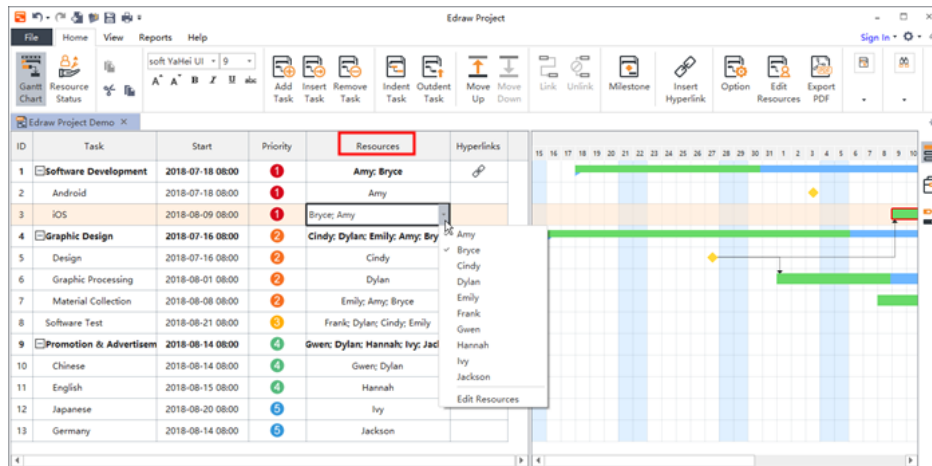 Edraw Project
File Home View Reports Help Sign In
soft YaHei UI 9
A A B I U abc
Gantt Chart Resource Status Add Task Insert Task Remove Task Indent Task Outdent Task Move Up Move Down Link Unlink Milestone Insert Hyperlink Option Edit Resources Export PDF
Edraw Project Demo ×
ID Task Start Priority Resources Hyperlinks 15 16 17 18 19 20 21 22 23 24 25 26 27 28 29 30 31 1 2 3 4 5 6 7 8 9 10
1 Software Development 2018-07-18 08:00 1 Amy; Bryce
2 Android 2018-07-18 08:00 1 Amy
3 iOS 2018-08-09 08:00 1 Bryce; Amy
4 Graphic Design 2018-07-16 08:00 2 Cindy; Dylan; Emily; Amy; Bry
5 Design 2018-07-16 08:00 2 Cindy
6 Graphic Processing 2018-08-01 08:00 2 Dylan
7 Material Collection 2018-08-08 08:00 2 Emily; Amy; Bryce
8 Software Test 2018-08-21 08:00 3 Frank; Dylan; Cindy; Emily
9 Promotion & Advertisem 2018-08-14 08:00 4 Gwen; Dylan; Hannah; Ivy; Jac
10 Chinese 2018-08-14 08:00 4 Gwen; Dylan
11 English 2018-08-15 08:00 4 Hannah
12 Japanese 2018-08-20 08:00 5 Ivy
13 Germany 2018-08-14 08:00 5 Jackson
Amy
Bryce
Cindy
Dylan
Emily
Frank
Gwen
Hannah
Ivy
Jackson
Edit Resources